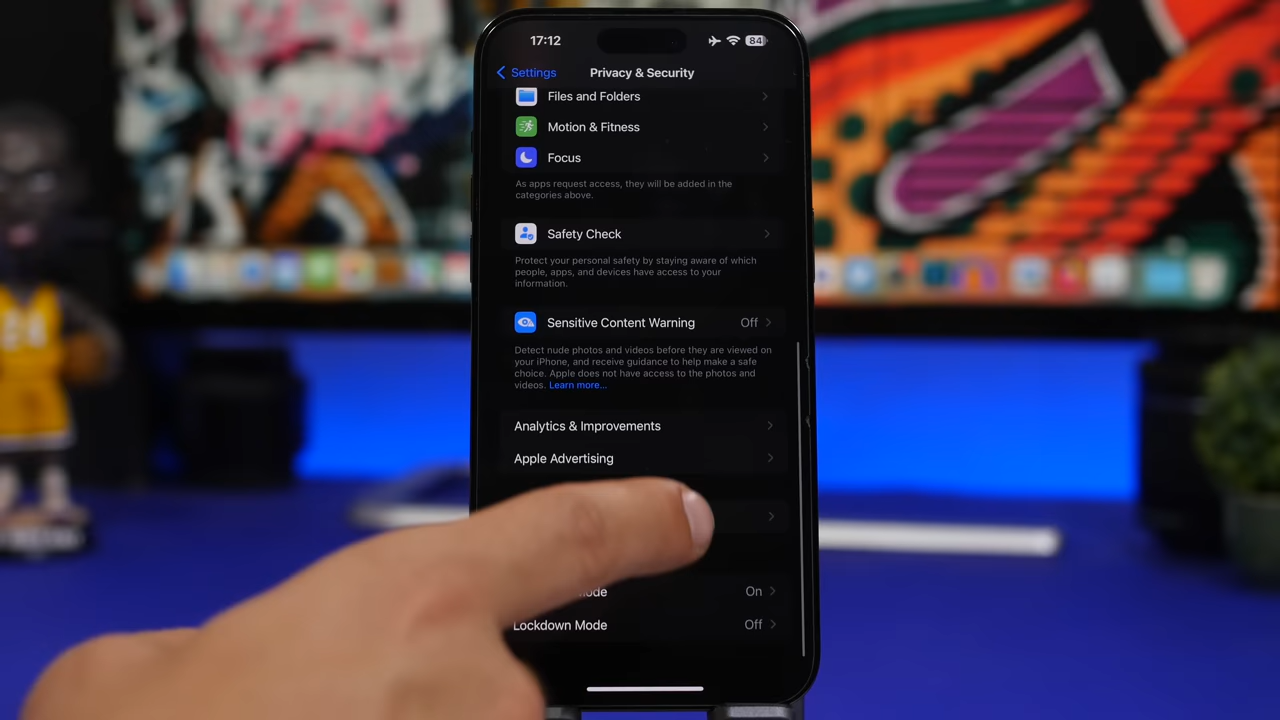 17:12
84
Settings
Privacy & Security
Files and Folders
Motion & Fitness
Focus
As apps request access, they will be added in the
categories above.
Safety Check
Protect your personal safety by staying aware of which
people, apps, and devices have access to your
information.
Sensitive Content Warning Off
Detect nude photos and videos before they are viewed on
your iPhone, and receive guidance to help make a safe
choice. Apple does not have access to the photos and
videos. Learn more...
Analytics & Improvements
Apple Advertising
On
Lockdown Mode Off
24